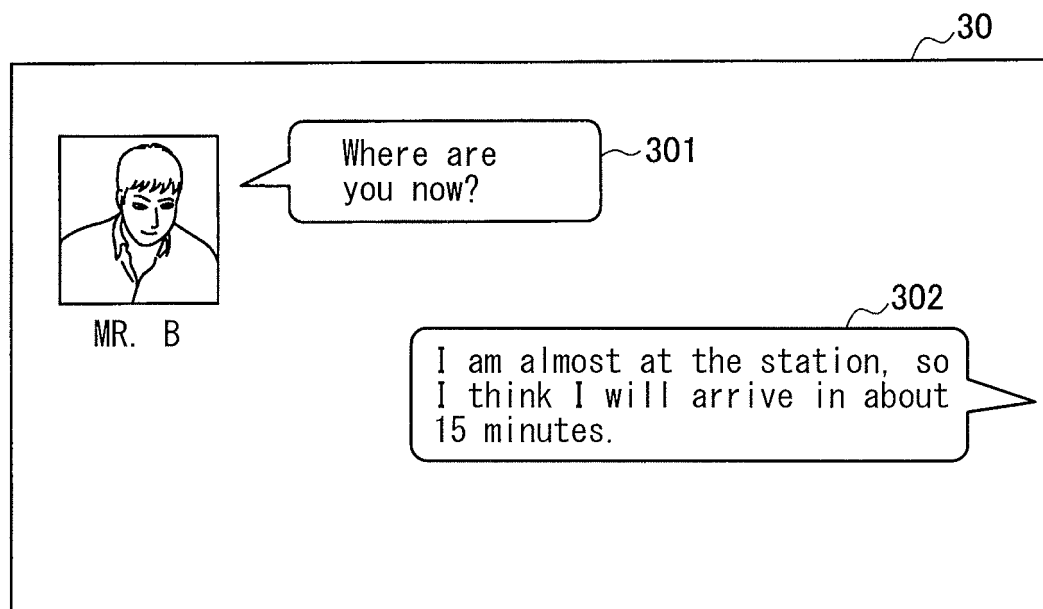 30
Where are
you now?
301
MR. B
302
I am almost at the station, so
I think I will arrive in about
15 minutes.